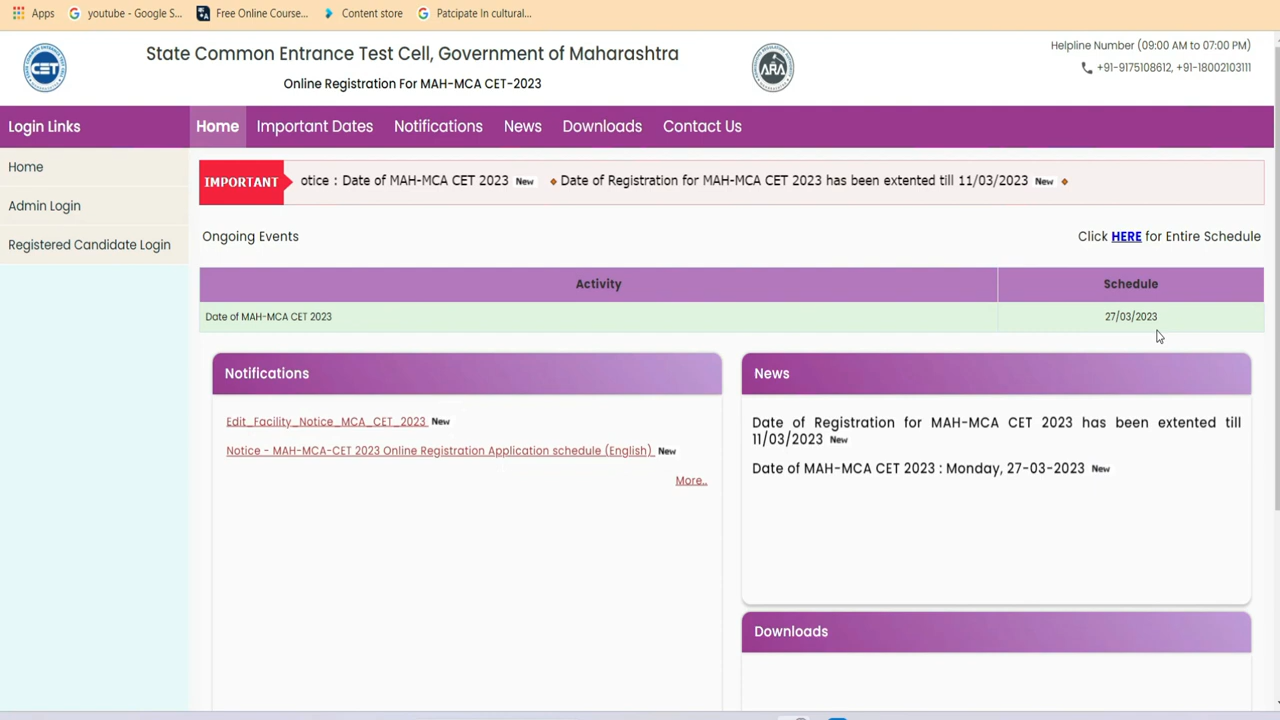 Apps youtube - Google S... Free Online Course... Content store Patcipate In cultural...
CET
State Common Entrance Test Cell, Government of Maharashtra
Online Registration For MAH-MCA CET-2023
ARA
Helpline Number (09:00 AM to 07:00 PM)
+91-9175108612, +91-18002103111
Login Links
Home Important Dates Notifications News Downloads Contact Us
Home
Admin Login
Registered Candidate Login
IMPORTANT otice : Date of MAH-MCA CET 2023 New Date of Registration for MAH-MCA CET 2023 has been extented till 11/03/2023 New
Ongoing Events
Click HERE for Entire Schedule
Activity Schedule
Date of MAH-MCA CET 2023 27/03/2023
Notifications
Edit_Facility_Notice_MCA_CET_2023 New
Notice - MAH-MCA-CET 2023 Online Registration Application schedule (English) New
More..
News
Date of Registration for MAH-MCA CET 2023 has been extented till
11/03/2023 New
Date of MAH-MCA CET 2023 : Monday, 27-03-2023 New
Downloads